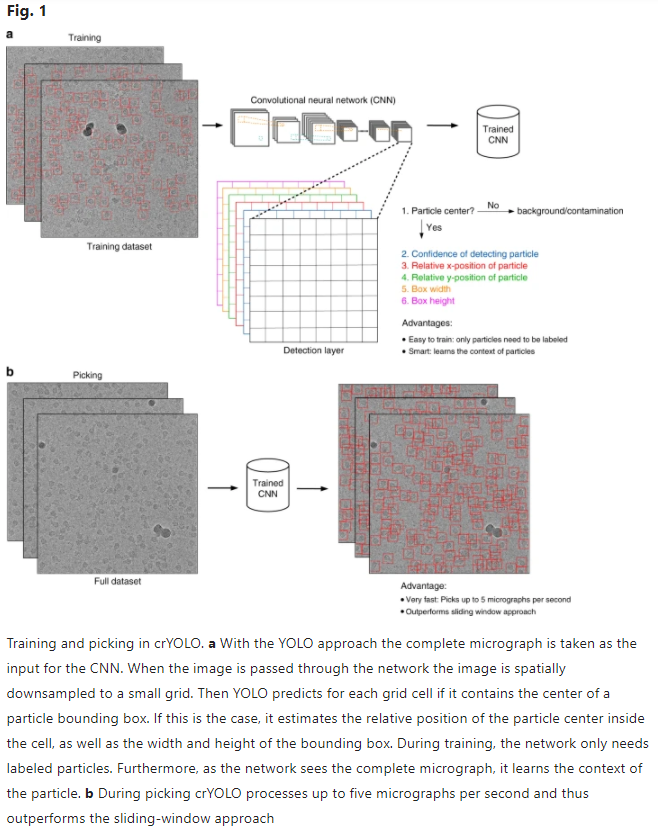 Fig. 1
a
Training
Training dataset
Convolutional neural network (CNN)
Trained
CNN
Detection layer
1. Particle center?
No
background/contamination
Yes
2. Confidence of detecting particle
3. Relative x-position of particle
4. Relative y-position of particle
5. Box width
6. Box height
Advantages:
• Easy to train: only particles need to be labeled
• Smart: learns the context of particles
b
Picking
Full dataset
Trained
CNN
Advantage:
• Very fast: Picks up to 5 micrographs per second
• Outperforms sliding window approach
Training and picking in crYOLO. a With the YOLO approach the complete micrograph is taken as the
input for the CNN. When the image is passed through the network the image is spatially
downsampled to a small grid. Then YOLO predicts for each grid cell if it contains the center of a
particle bounding box. If this is the case, it estimates the relative position of the particle center inside
the cell, as well as the width and height of the bounding box. During training, the network only needs
labeled particles. Furthermore, as the network sees the complete micrograph, it learns the context of
the particle. b During picking crYOLO processes up to five micrographs per second and thus
outperforms the sliding-window approach